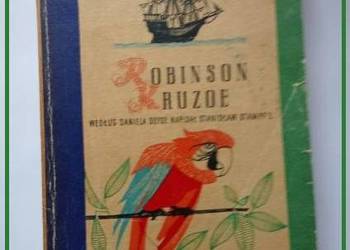 ROBINSON
KRUZOE
WEDŁUG DANIELA DEFOE NAPISAŁ STANISŁAW STAMPF'L